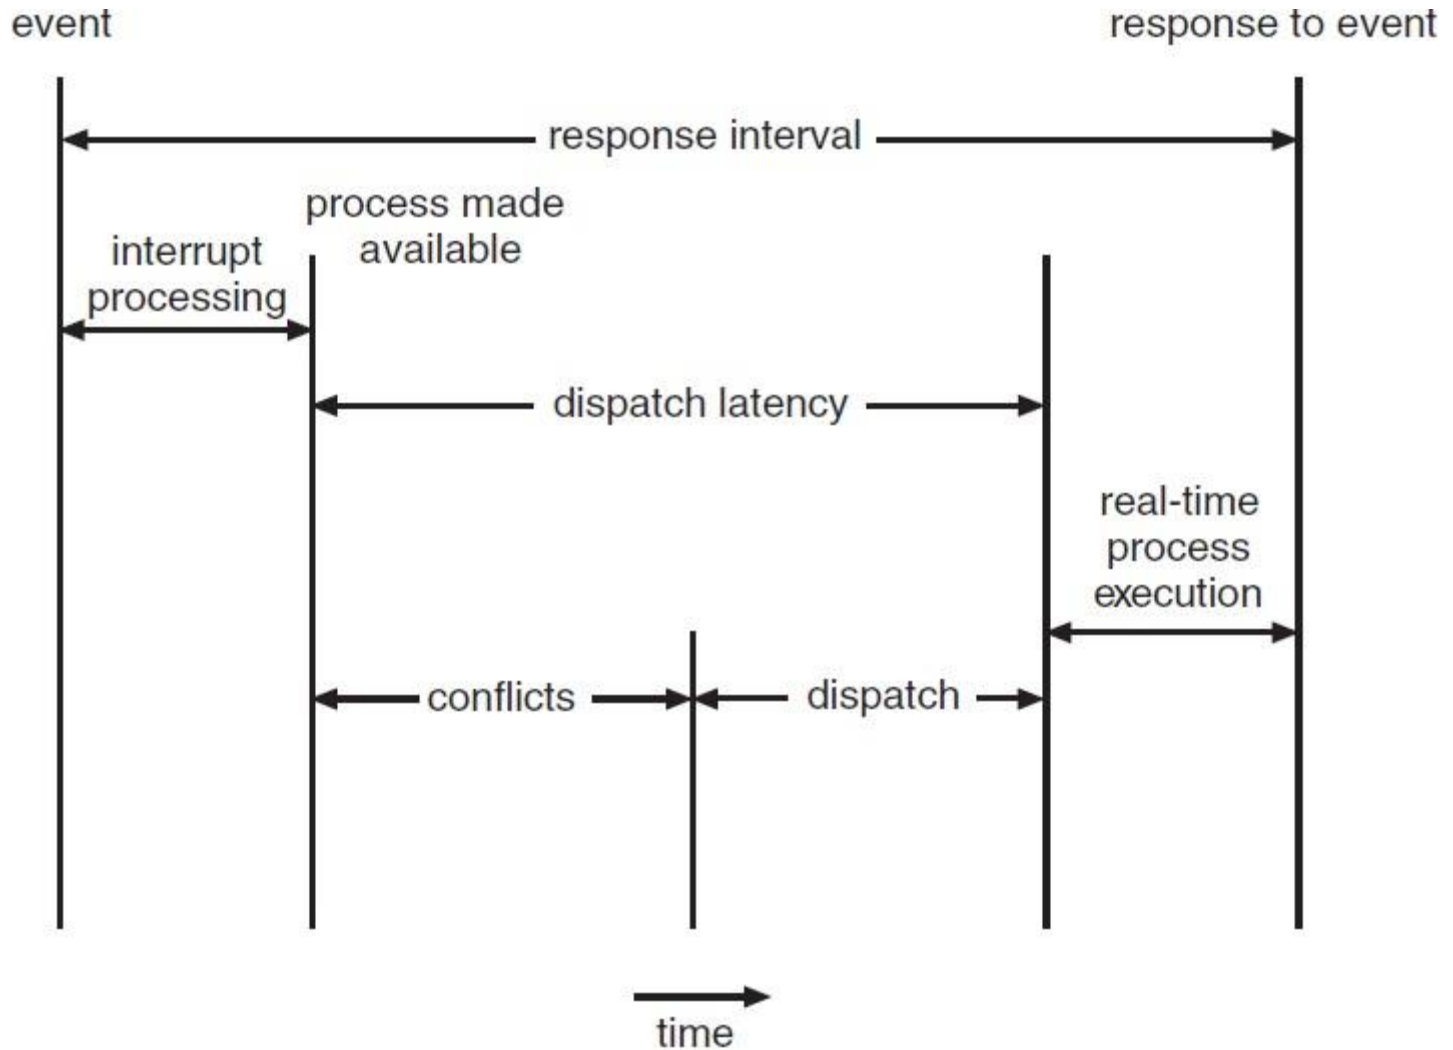 event
response to event
response interval
process made
available
interrupt
processing
dispatch latency
real-time
process
execution
conflicts
dispatch
time